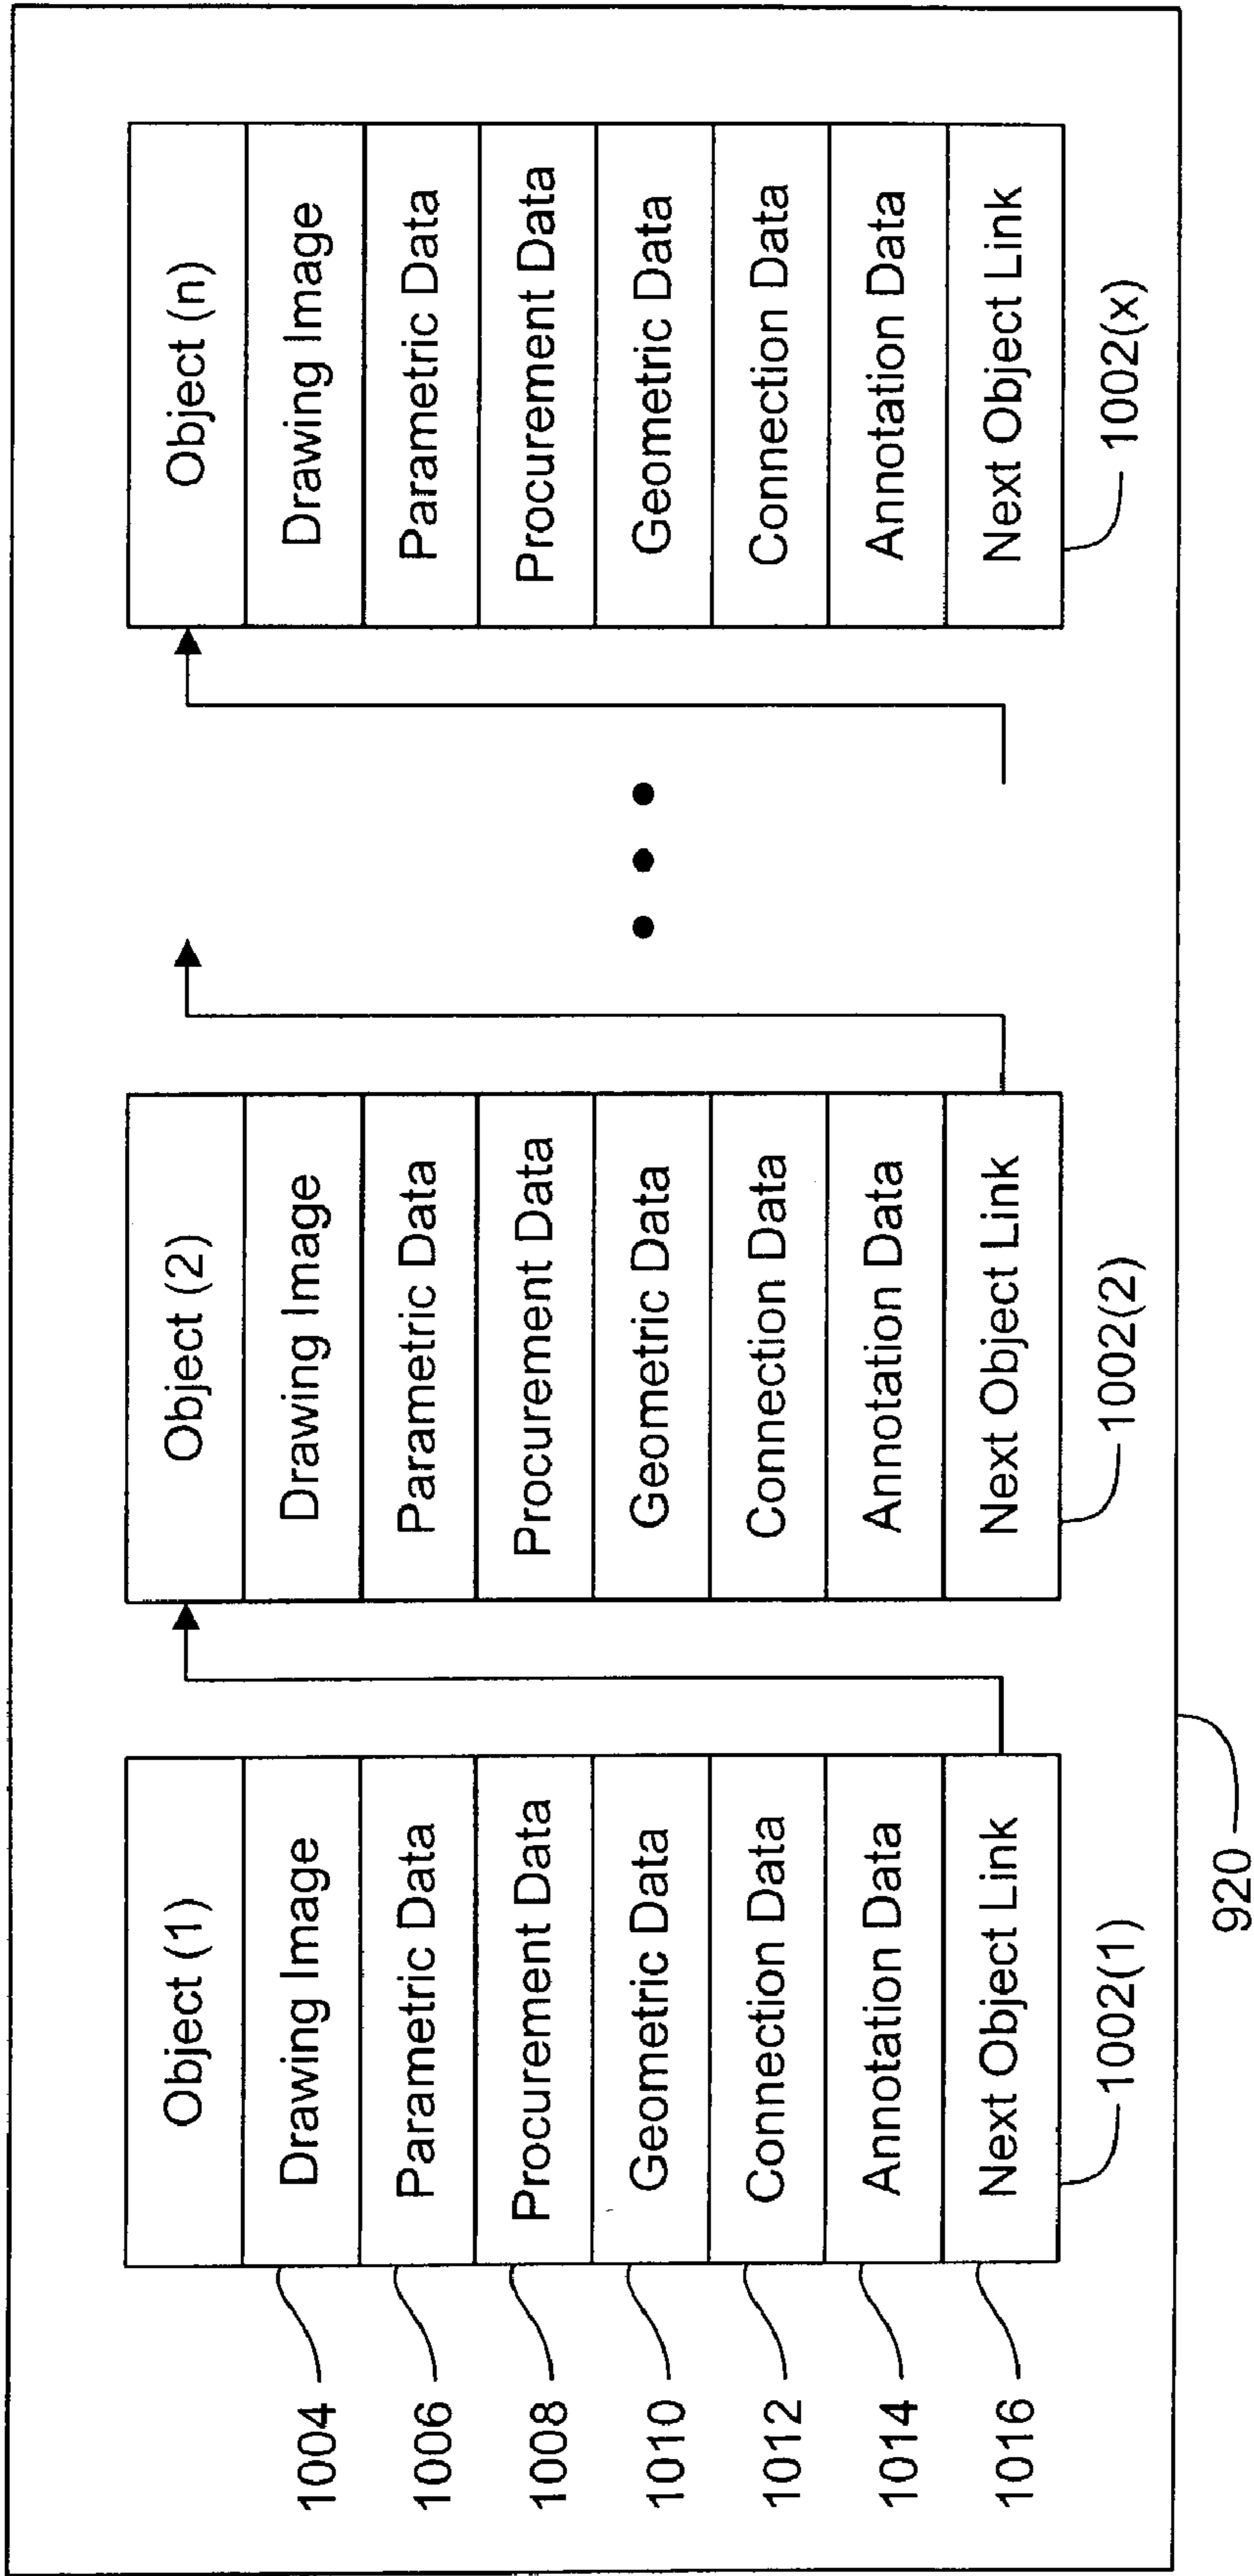 Object (1)
Drawing Image
Parametric Data
Procurement Data
Geometric Data
Connection Data
Annotation Data
Next Object Link
1004
1006
1008
1010
1012
1014
1016
1002(1)
Object (2)
Drawing Image
Parametric Data
Procurement Data
Geometric Data
Connection Data
Annotation Data
Next Object Link
1002(2)
Object (n)
Drawing Image
Parametric Data
Procurement Data
Geometric Data
Connection Data
Annotation Data
Next Object Link
1002(x)
920